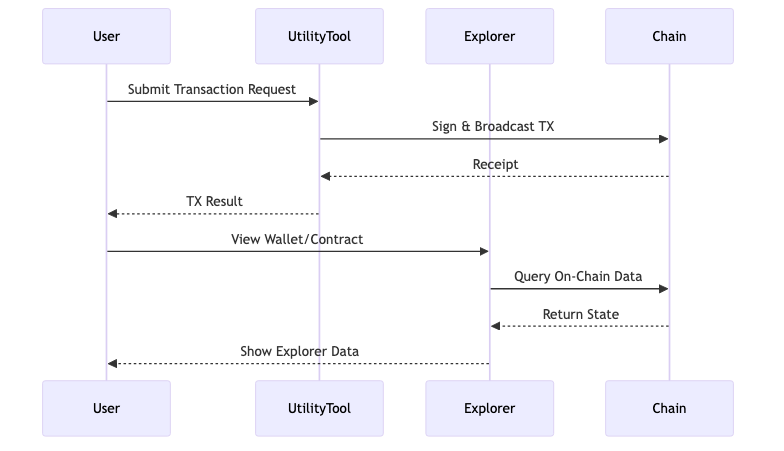 User
UtilityTool
Explorer
Chain
Submit Transaction Request
Sign & Broadcast TX
Receipt
TX Result
View Wallet/Contract
Query On-Chain Data
Return State
Show Explorer Data
User
UtilityTool
Explorer
Chain